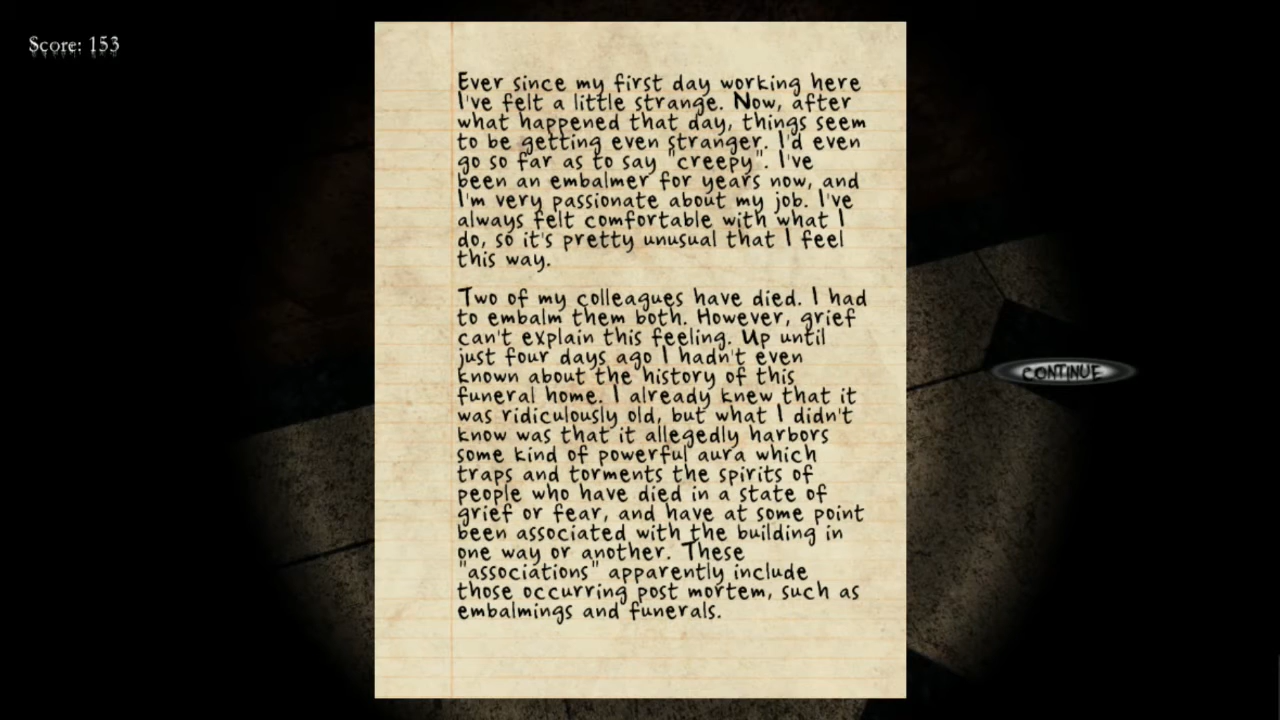 Score: 153
Ever since my first day working here
I've felt a little strange. Now, after
what happened that day, things seem
to be getting even stranger. I'd even
go so far as to say "creepy". I've
been an embalmer for years now, and
I'm very passionate about my job. I've
always felt comfortable with what I
do, so it's pretty unusual that I feel
this way.
Two of my colleagues have died. I had
to embalm them both. However, grief
can't explain this feeling. Up until
just four days ago I hadn't even
known about the history of this
funeral home. I already knew that it
was ridiculously old, but what I didn't
know was that it allegedly harbors
some kind of powerful aura which
traps and torments the spirits of
people who have died in a state of
grief or fear, and have at some point
been associated with the building in
one way or another. These
"associations" apparently include
those occurring post mortem, such as
embalmings and funerals.
CONTINUE